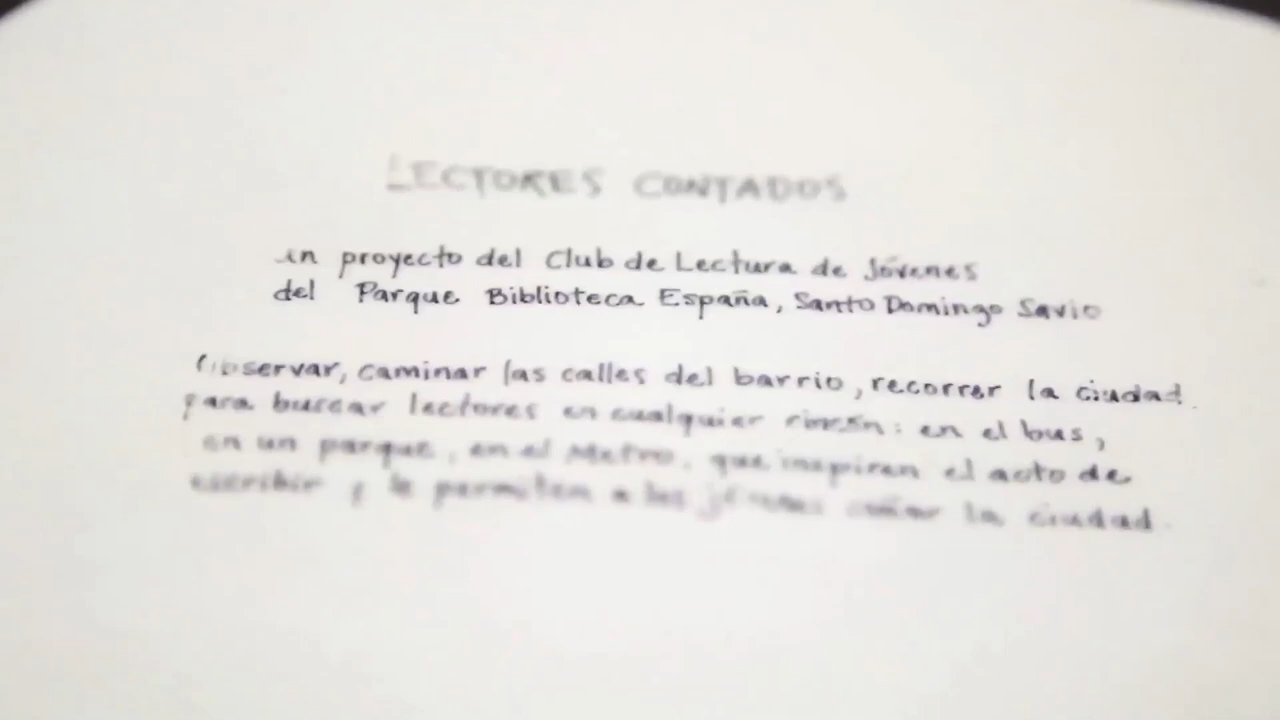 LECTORES CONTADOS
un proyecto del Club de Lectura de Jóvenes
del Parque Biblioteca España, Santo Domingo Savio
Observar, caminar las calles del barrio, recorrer la ciudad
para buscar lectores en cualquier rincón: en el bus,
en un parque, en el Metro, que inspiren el acto de
escribir y le permiten a los jóvenes la ciudad.